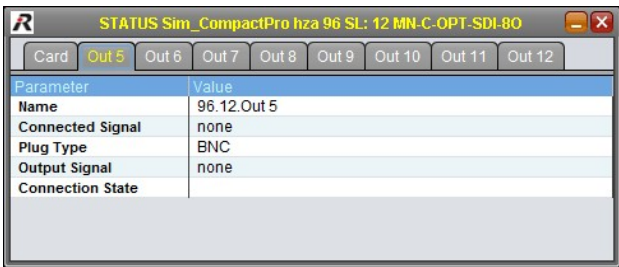 R STATUS Sim_CompactPro hza 96 SL: 12 MN-C-OPT-SDI-8O
Card Out 5 Out 6 Out 7 Out 8 Out 9 Out 10 Out 11 Out 12
Parameter Value
Name 96.12.Out 5
Connected Signal none
Plug Type BNC
Output Signal none
Connection State